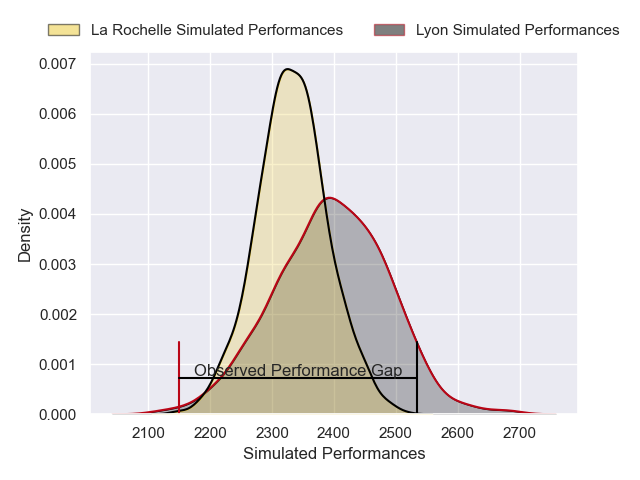 La Rochelle Simulated Performances
Lyon Simulated Performances
0.007
0.006
0.005
0.004
0.003
0.002
0.001
0.000
Density
Observed Performance Gap
2100 2200 2300 2400 2500 2600 2700
Simulated Performances